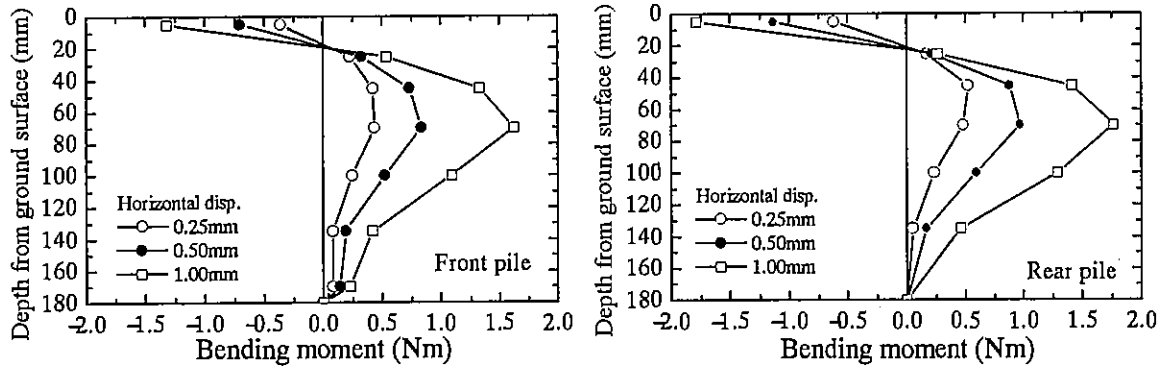 Depth from ground surface (mm)
0
20
40
60
80
100
120
140
160
180
Horizontal disp.
0.25mm
0.50mm
1.00mm
Front pile
-2.0 -1.5 -1.0 -0.5 0.0 0.5 1.0 1.5 2.0
Bending moment (Nm)
Depth from ground surface (mm)
0
20
40
60
80
100
120
140
160
180
Horizontal disp.
0.25mm
0.50mm
1.00mm
Rear pile
-2.0 -1.5 -1.0 -0.5 0.0 0.5 1.0 1.5 2.0
Bending moment (Nm)